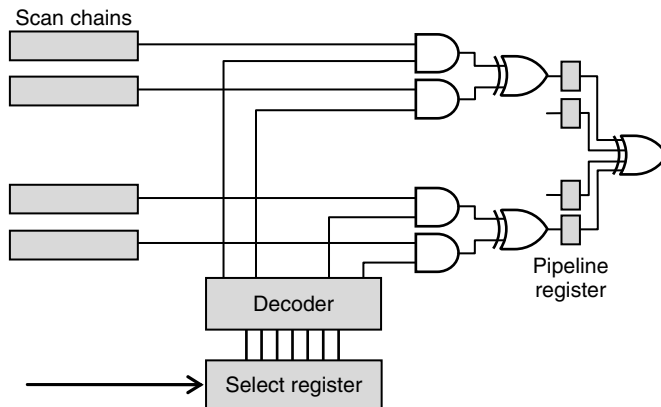 Scan chains
Pipeline
register
Decoder
Select register